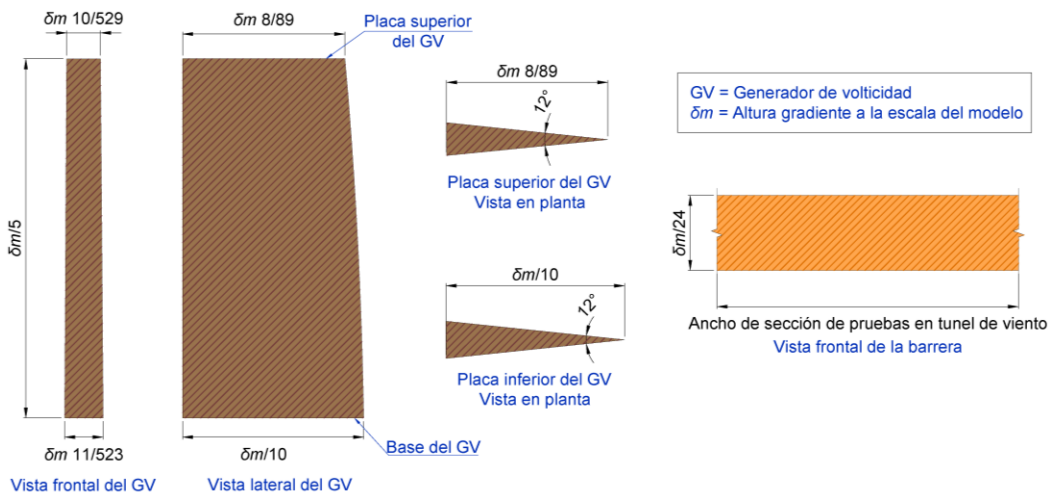 δm 10/529
δm/5
δm 11/523
Vista frontal del GV
δm 8/89
Placa superior
del GV
δm/10
Base del GV
Vista lateral del GV
δm 8/89
12°
Placa superior del GV
Vista en planta
δm/10
12°
Placa inferior del GV
Vista en planta
GV = Generador de volticidad
δm = Altura gradiente a la escala del modelo
δm/24
Ancho de sección de pruebas en tunel de viento
Vista frontal de la barrera